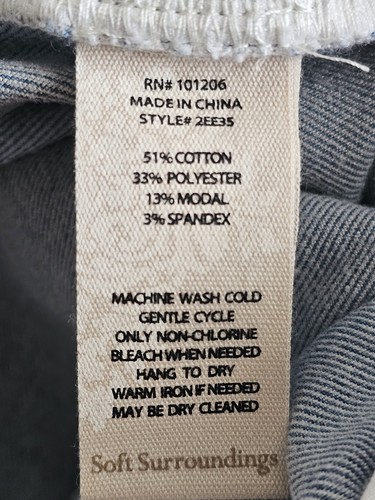 RN# 101206
MADE IN CHINA
STYLE# 2EE35
51% COTTON
33% POLYESTER
13% MODAL
3% SPANDEX
MACHINE WASH COLD
GENTLE CYCLE
ONLY NON-CHLORINE
BLEACH WHEN NEEDED
HANG TO DRY
WARM IRON IF NEEDED
MAY BE DRY CLEANED
Soft Surroundings